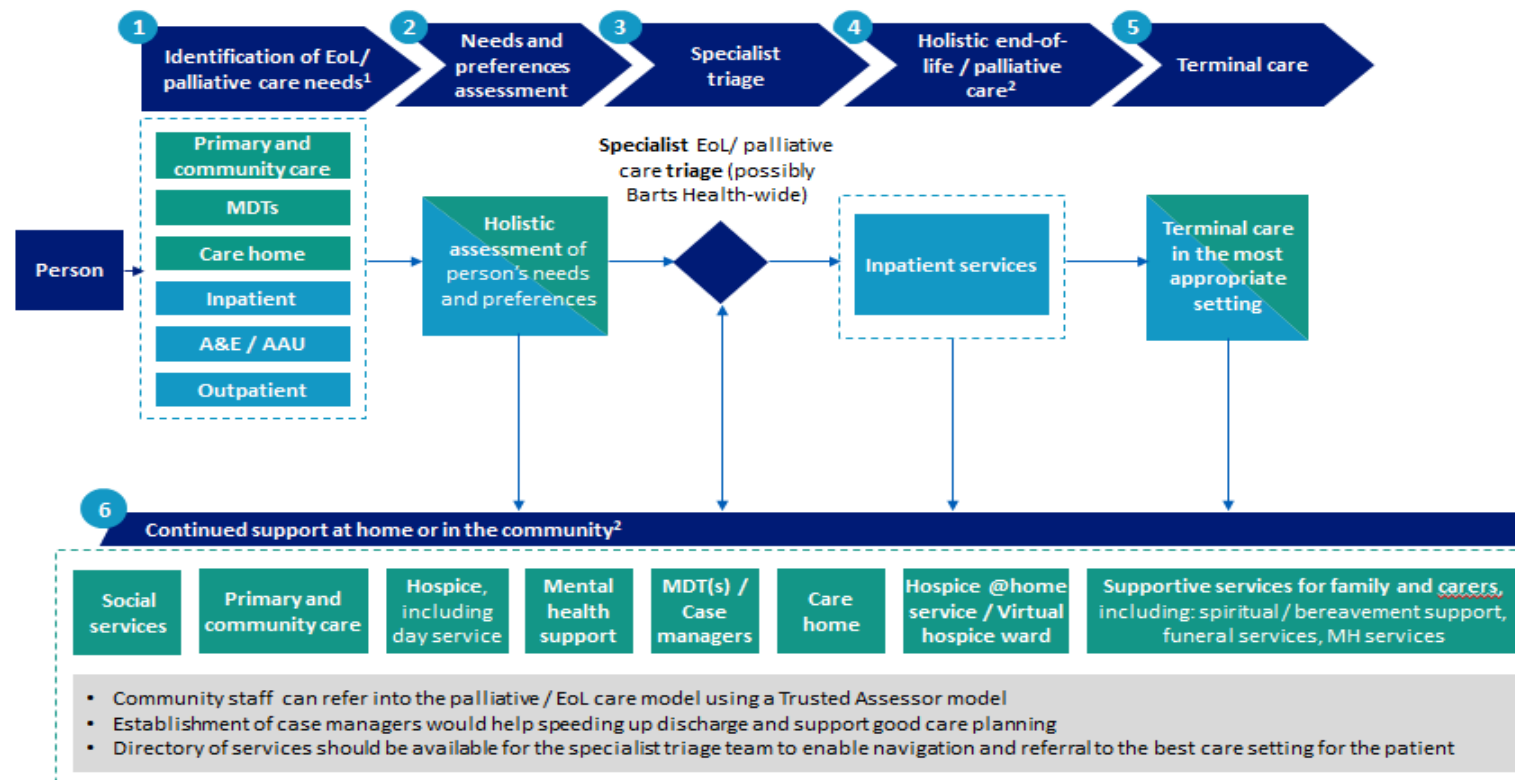 1
Identification of EoL/
palliative care needs¹
2
Needs and
preferences
assessment
3
Specialist
triage
4
Holistic end-of-
life / palliative
care²
5
Terminal care
Person
Primary and
community care
MDTs
Care home
Inpatient
A&E / AAU
Outpatient
Holistic
assessment of
person's needs
and preferences
Specialist EoL/ palliative
care triage (possibly
Barts Health-wide)
Inpatient services
Terminal care
in the most
appropriate
setting
6
Continued support at home or in the community²
Social
services
Primary and
community care
Hospice,
including
day service
Mental
health
support
MDT(s) /
Case
managers
Care
home
Hospice @home
service / Virtual
hospice ward
Supportive services for family and carers,
including: spiritual / bereavement support,
funeral services, MH services
• Community staff can refer into the palliative / EoL care model using a Trusted Assessor model
• Establishment of case managers would help speeding up discharge and support good care planning
• Directory of services should be available for the specialist triage team to enable navigation and referral to the best care setting for the patient